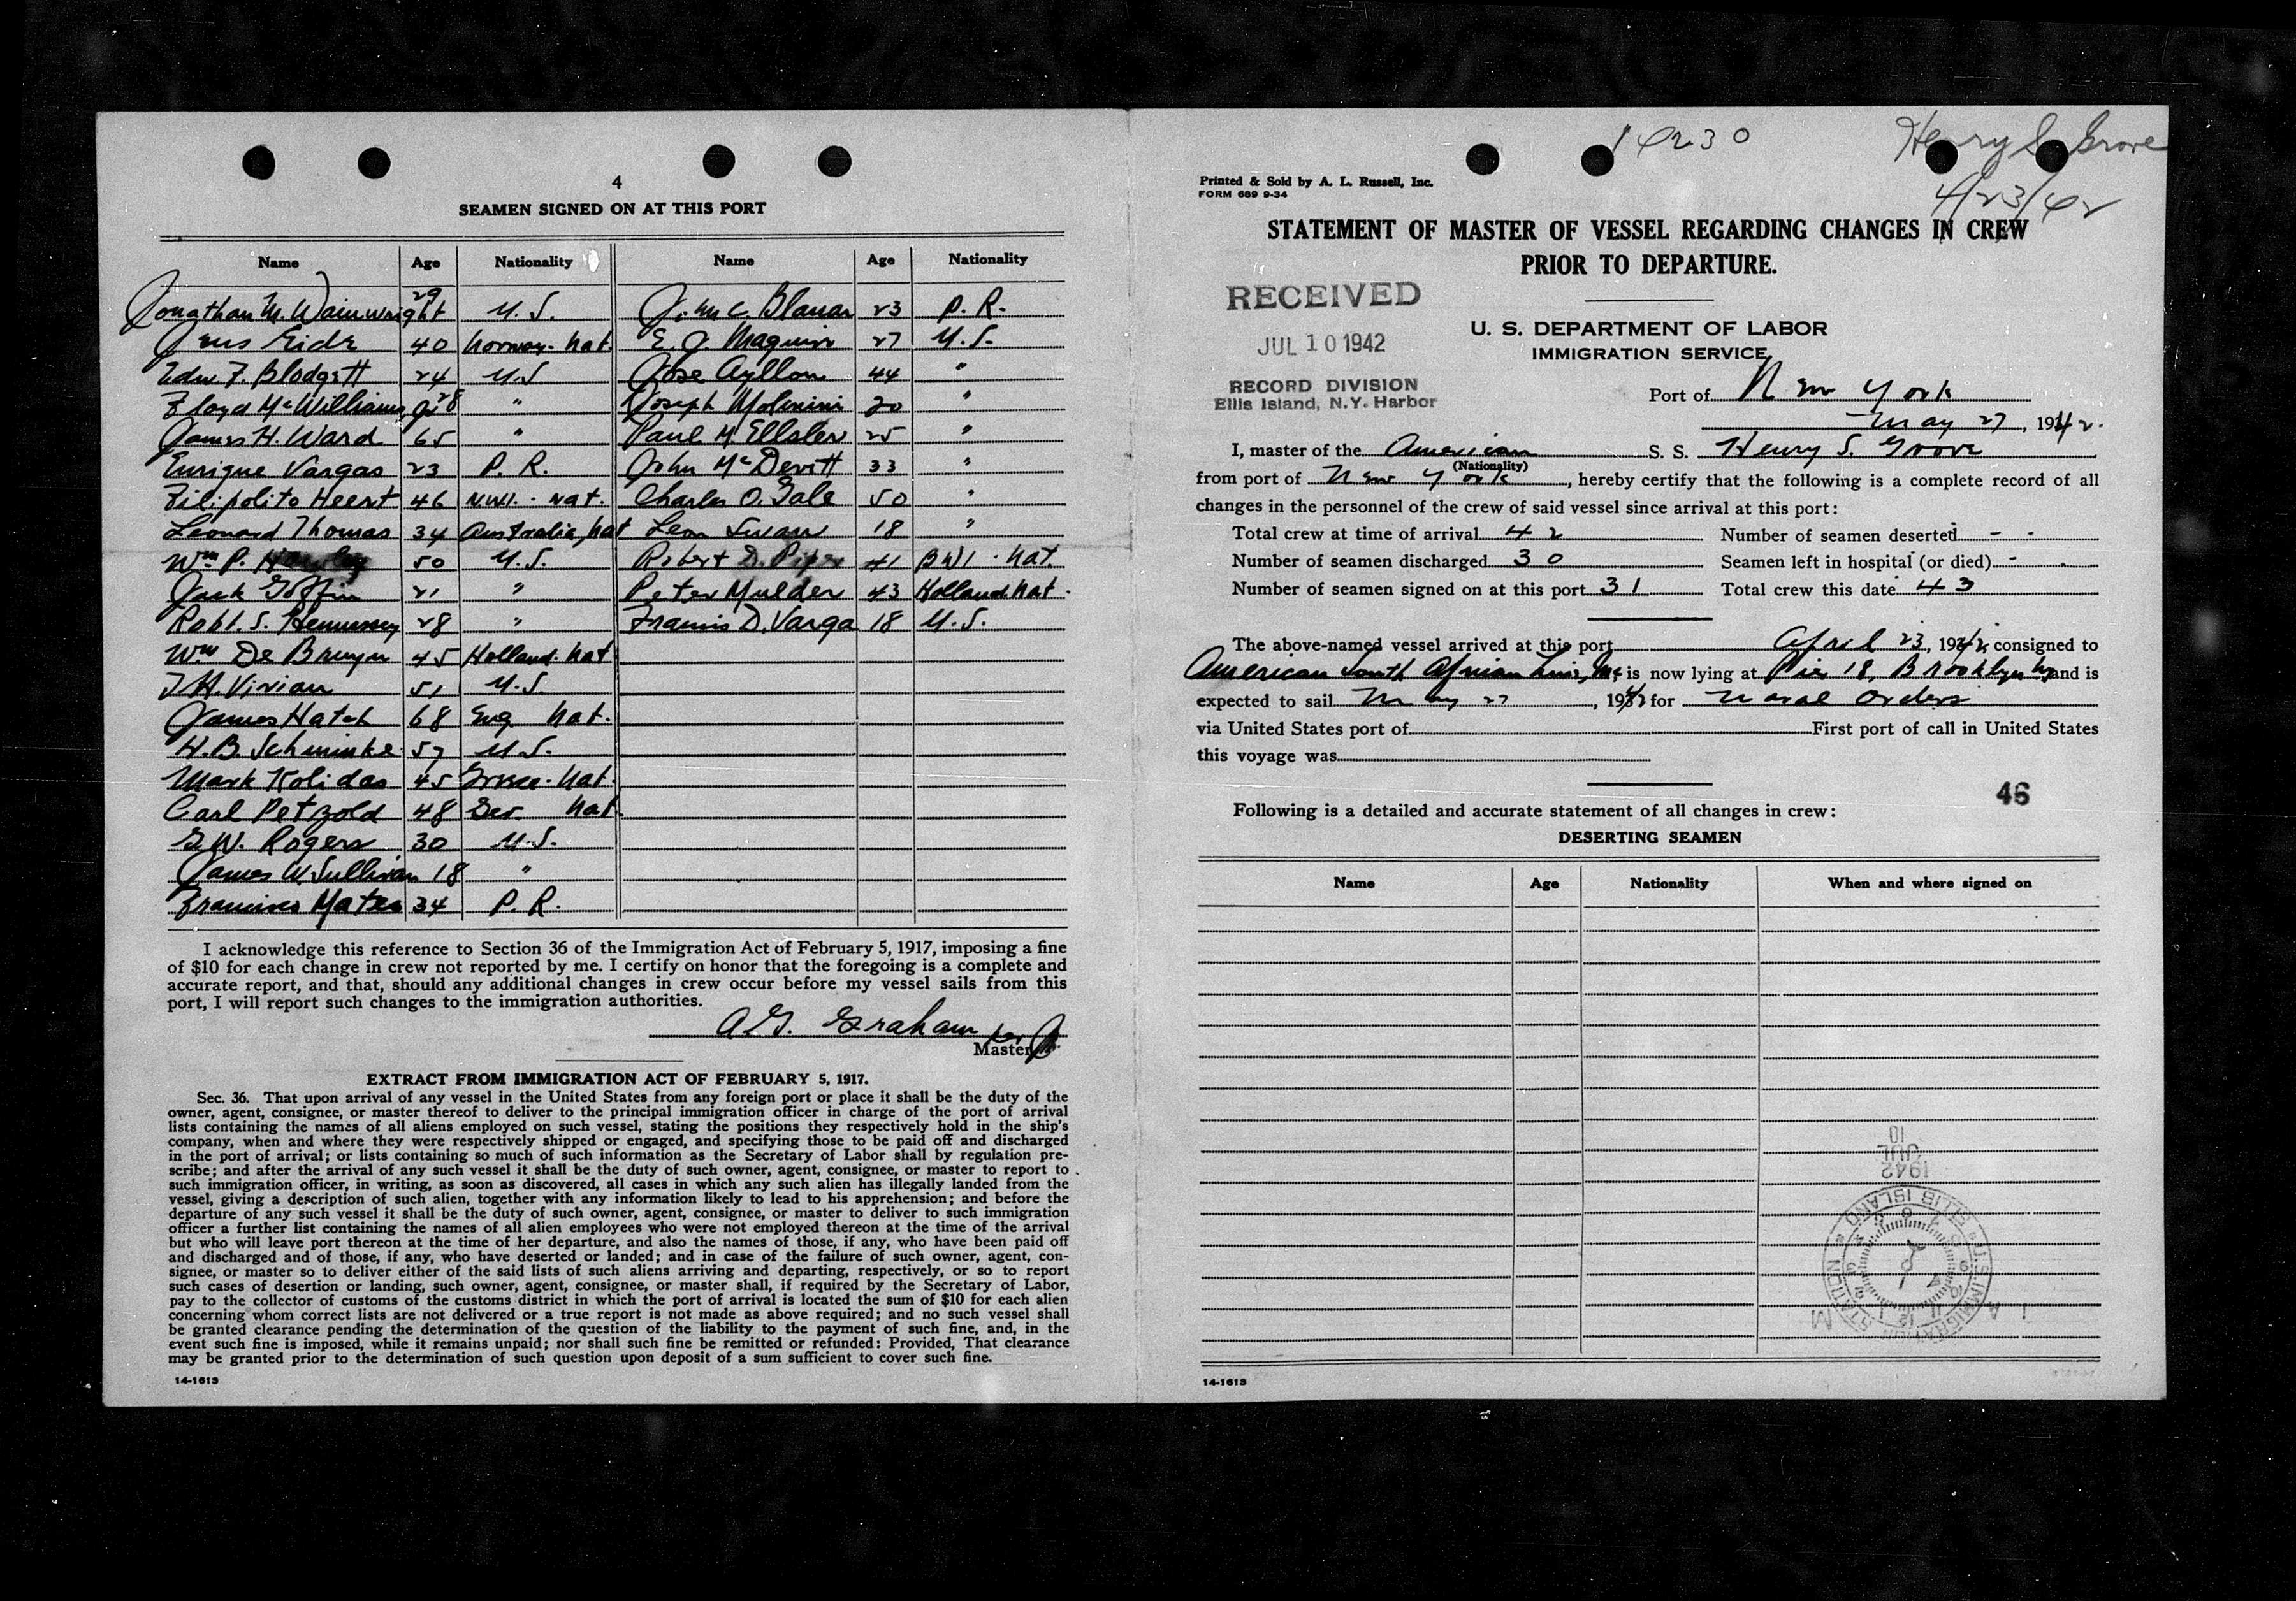 4
SEAMEN SIGNED ON AT THIS PORT
Name Age Nationality Name Age Nationality
Jonathan M. Wainwright 29 U.S. C. Blanar 23 P.R.
Jens Eide 40 Norway. Nat. E. J. Maguire 27 U.S.
Edw. F. Blodgett 24 U.S Jose Ayllon 44 "
Floyd McWilliams, Jr 28 " Joseph Molinini 20 "
James H. Ward 65 " Paul M Ellsler 25 "
Enrique Vargas 23 P.R. John McDevitt 33 "
Filipolito Heert 46 N.W.I. - Nat. Charles O. Gale 50 "
Leonard Thomas 34 Australia, Nat Leon Swan 18 "
Wm P. 50 U.S. Robert D. Piper 41 BWI - Nat.
Jack Goffin 21 " Peter Mulder 43 Holland Nat.
Robt. S. Hennessy 28 " Francis D. Varga 18 U.S.
Wm De Bruyn 45 Holland. Nat
J H. Vivian 51 U.S.
James Hatch 68 Eng. Nat.
H. B. Schminke 57 U.S.
Mark Kolidas 45 Greece. Nat.
Carl Petzold 48 Ger. Nat.
G. W. Rogers 30 U.S.
James W. Sullivan 18 "
Mateo 34 P.R.
I acknowledge this reference to Section 36 of the Immigration Act of February 5, 1917, imposing a fine
of $10 for each change in crew not reported by me. I certify on honor that the foregoing is a complete and
accurate report, and that, should any additional changes in crew occur before my vessel sails from this
port, I will report such changes to the immigration authorities.
A. G. Graham
per
Master
EXTRACT FROM IMMIGRATION ACT OF FEBRUARY 5, 1917.
Sec. 36. That upon arrival of any vessel in the United States from any foreign port or place it shall be the duty of the
owner, agent, consignee, or master thereof to deliver to the principal immigration officer in charge of the port of arrival
lists containing the names of all aliens employed on such vessel, stating the positions they respectively hold in the ship's
company, when and where they were respectively shipped or engaged, and specifying those to be paid off and discharged
in the port of arrival; or lists containing so much of such information as the Secretary of Labor shall by regulation pre-
scribe; and after the arrival of any such vessel it shall be the duty of such owner, agent, consignee, or master to report to
such immigration officer, in writing, as soon as discovered, all cases in which any such alien has illegally landed from the
vessel, giving a description of such alien, together with any information likely to lead to his apprehension; and before the
departure of any such vessel it shall be the duty of such owner, agent, consignee, or master to deliver to such immigration
officer a further list containing the names of all alien employees who were not employed thereon at the time of the arrival
but who will leave port thereon at the time of her departure, and also the names of those, if any, who have been paid off
and discharged and of those, if any, who have deserted or landed; and in case of the failure of such owner, agent, con-
signee, or master so to deliver either of the said lists of such aliens arriving and departing, respectively, or so to report
such cases of desertion or landing, such owner, agent, consignee, or master shall, if required by the Secretary of Labor,
pay to the collector of customs of the customs district in which the port of arrival is located the sum of $10 for each alien
concerning whom correct lists are not delivered or a true report is not made as above required; and no such vessel shall
be granted clearance pending the determination of the question of the liability to the payment of such fine, and, in the
event such fine is imposed, while it remains unpaid; nor shall such fine be remitted or refunded: Provided, That clearance
may be granted prior to the determination of such question upon deposit of a sum sufficient to cover such fine.
14-1613
14230
Henry S Grove
4/23/42
Printed & Sold by A. L. Russell, Inc.
FORM 689 9-34
STATEMENT OF MASTER OF VESSEL REGARDING CHANGES IN CREW
PRIOR TO DEPARTURE.
RECEIVED
JUL 10 1942
RECORD DIVISION
Ellis Island, N.Y. Harbor
U. S. DEPARTMENT OF LABOR
IMMIGRATION SERVICE
Port of New York
May 27, 1942.
I, master of the American S. S. Henry S. Grove
(Nationality)
from port of New York, hereby certify that the following is a complete record of all
changes in the personnel of the crew of said vessel since arrival at this port:
Total crew at time of arrival 42 Number of seamen deserted - -
Number of seamen discharged 30 Seamen left in hospital (or died) -
Number of seamen signed on at this port 31 Total crew this date 43
The above-named vessel arrived at this port April 23, 1942, consigned to
American South African Line, Inc is now lying at Pier 18, Brooklyn NY and is
expected to sail May 27, 1942 for Naval Orders
via United States port of First port of call in United States
this voyage was
46
Following is a detailed and accurate statement of all changes in crew:
DESERTING SEAMEN
Name Age Nationality When and where signed on
1942
JUL
10
U.S. IMMIGRATION STATION
ELLIS ISLAND
A M
14-1613